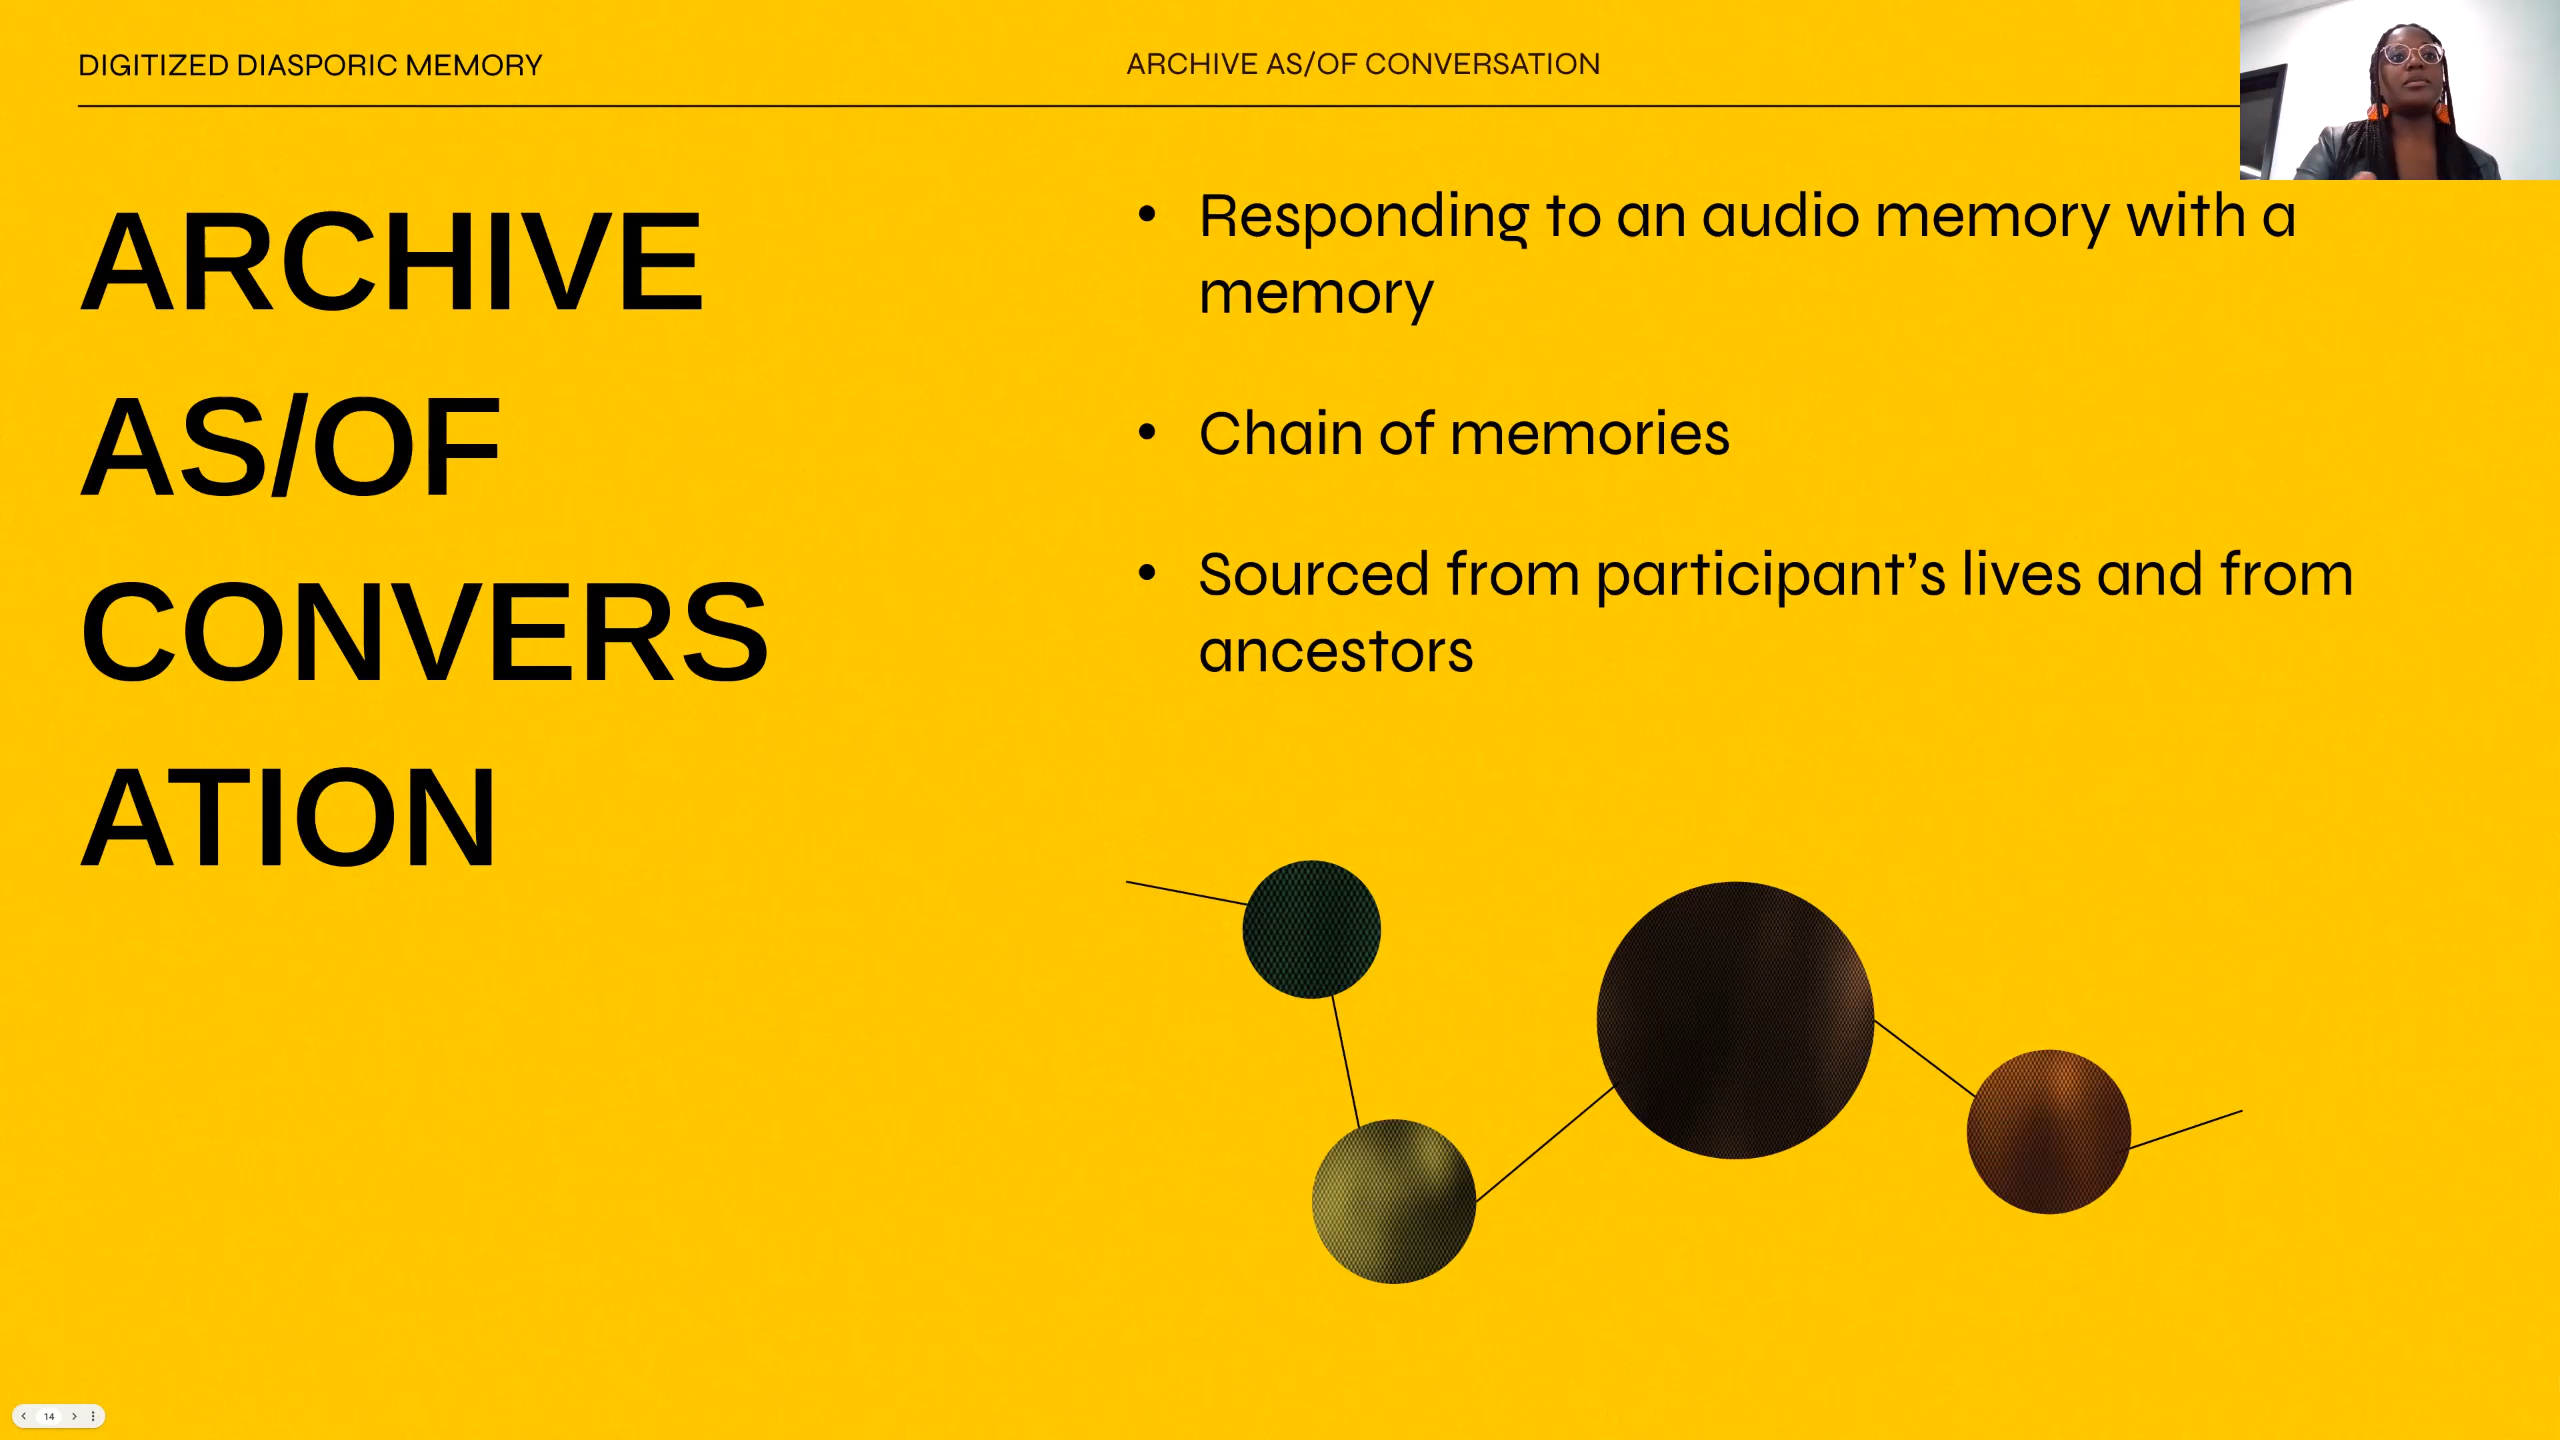 DIGITIZED DIASPORIC MEMORY
ARCHIVE AS/OF CONVERSATION
ARCHIVE
AS/OF
CONVERS
ATION
• Responding to an audio memory with a
memory
• Chain of memories
• Sourced from participant’s lives and from
ancestors
14